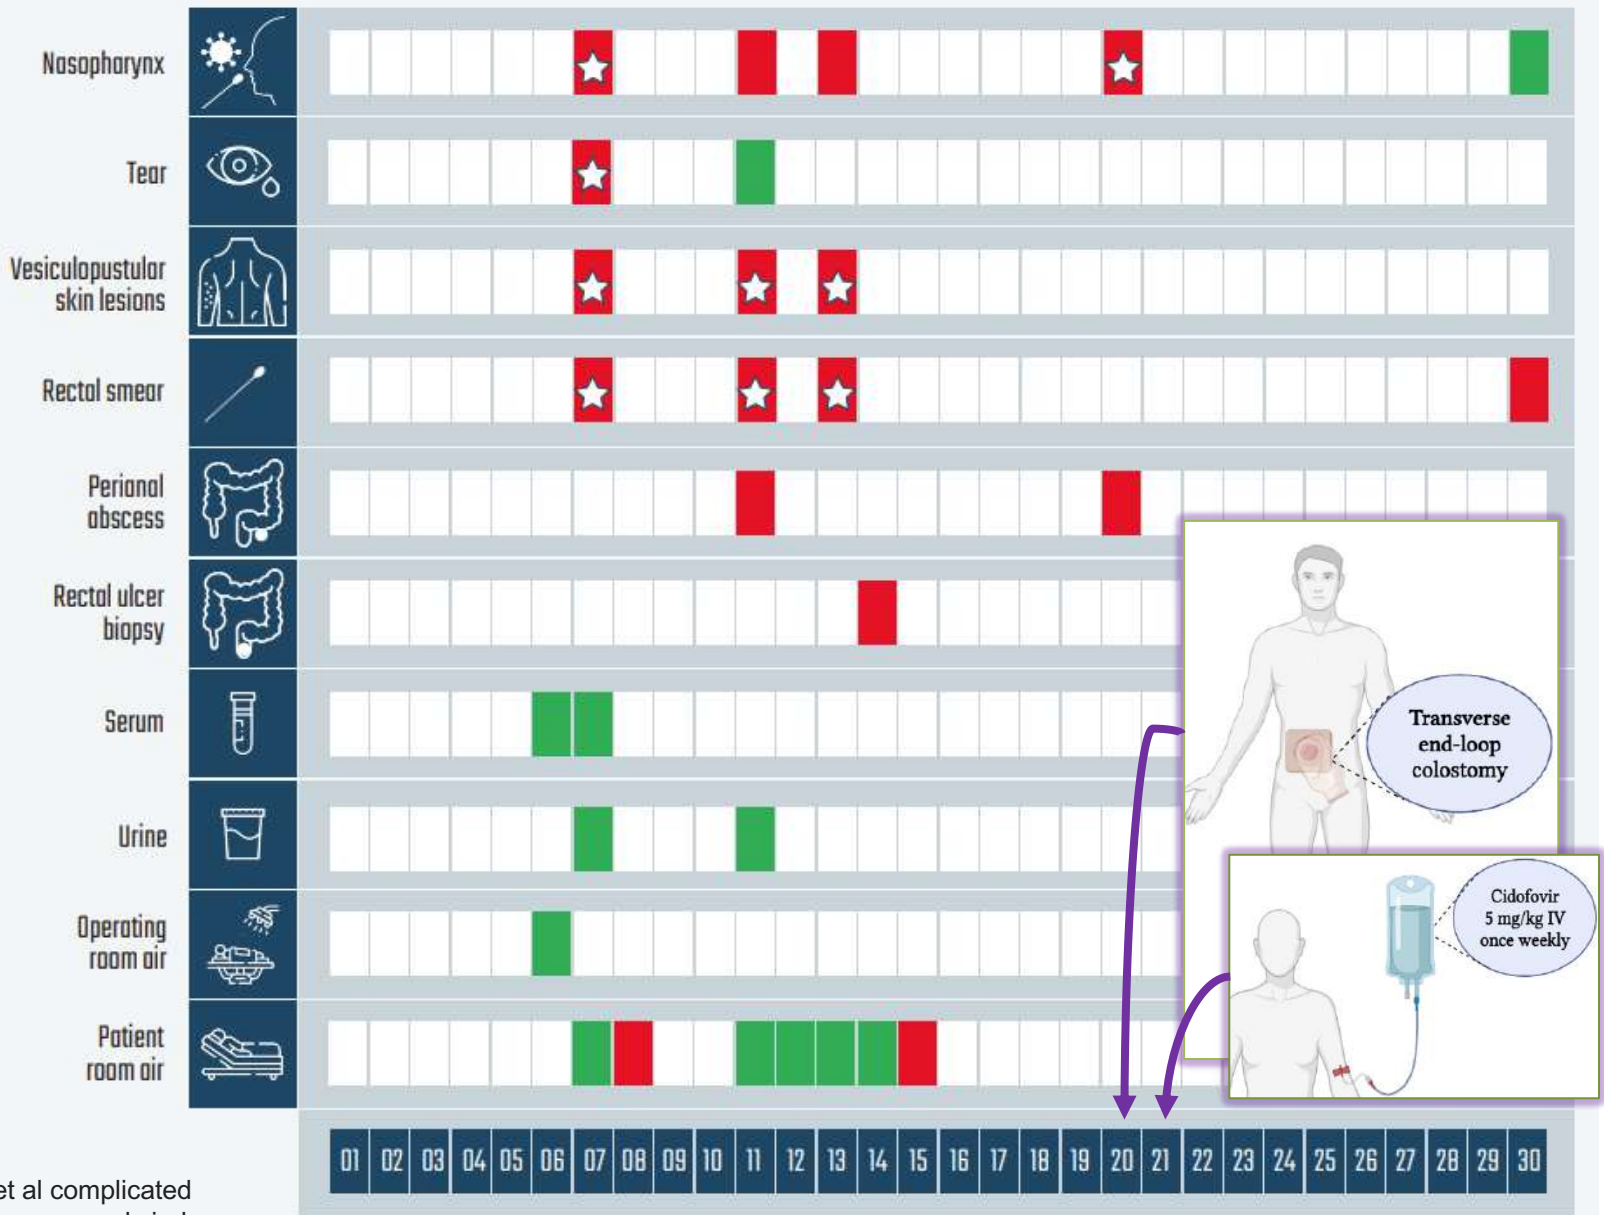 Nasopharynx
Tear
Vesiculopustular
skin lesions
Rectal smear
Perianal
abscess
Rectal ulcer
biopsy
Serum
Urine
Operating
room air
Patient
room air
Transverse
end-loop
colostomy
Cidofovir
5 mg/kg IV
once weekly
01 02 03 04 05 06 07 08 09 10 11 12 13 14 15 16 17 18 19 20 21 22 23 24 25 26 27 28 29 30
et al complicated